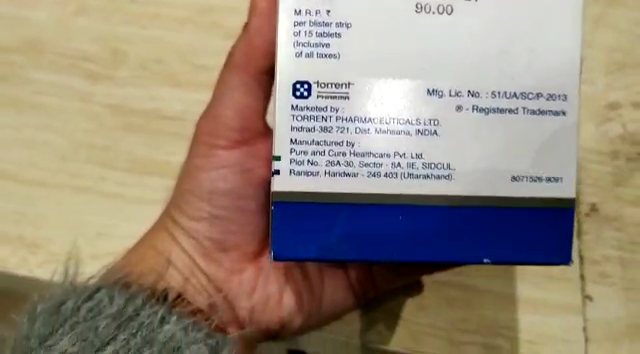 M.R.P. ₹
90.00
per blister strip
of 15 tablets
(Inclusive
of all taxes)
torrent
PHARMA
Mfg. Lic. No. : 51/UA/SC/P-2013
® - Registered Trademark
Marketed by :
TORRENT PHARMACEUTICALS LTD.
Indrad-382 721, Dist. Mehsana, INDIA.
Manufactured by :
Pure and Cure Healthcare Pvt. Ltd.
Plot No. 26A-30, Sector - 8A, IIE, SIDCUL,
Ranipur, Haridwar - 249 403 (Uttarakhand).
8071526-9091